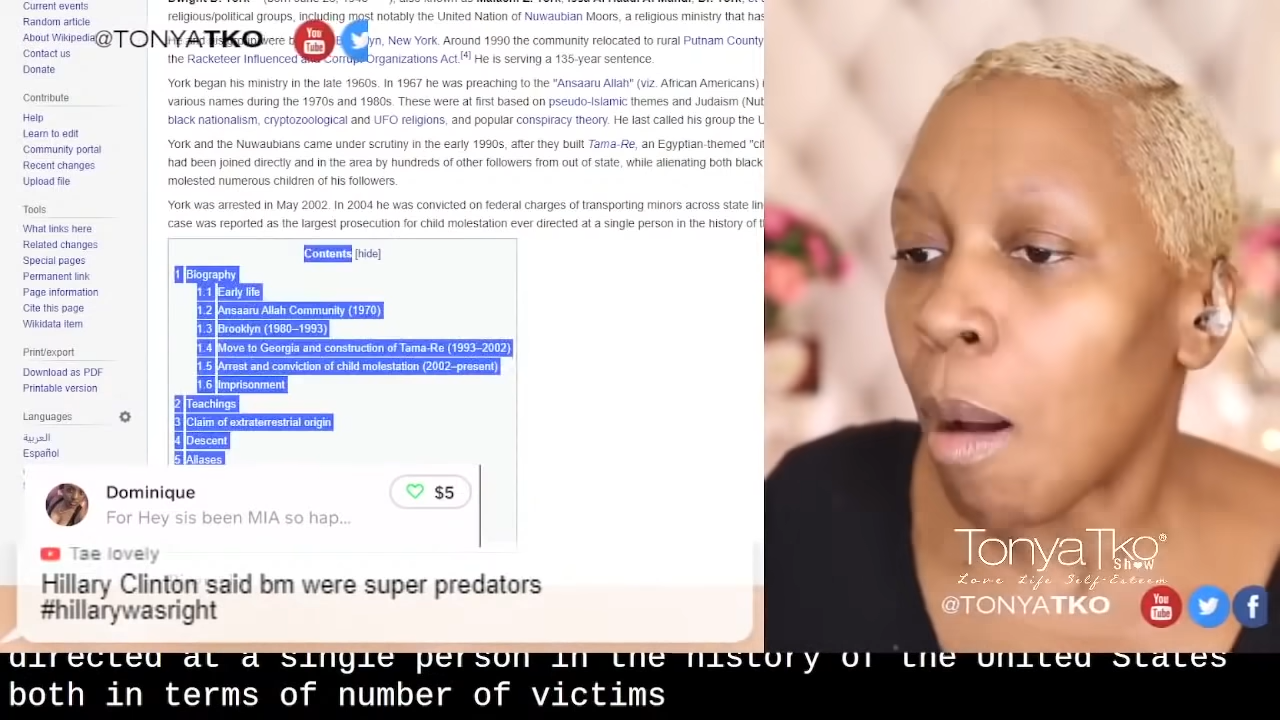 Current events
Random article
About Wikipedia
Contact us
Donate
Contribute
Help
Learn to edit
Community portal
Recent changes
Upload file
Tools
What links here
Related changes
Special pages
Permanent link
Page information
Cite this page
Wikidata item
Print/export
Download as PDF
Printable version
Languages
العربية
Español
@TONYATKO
You
Tube
religious/political groups, including most notably the United Nation of Nuwaubian Moors, a religious ministry that has
New York. Around 1990 the community relocated to rural Putnam County
the Racketeer Influenced and Corrupt Organizations Act.[4] He is serving a 135-year sentence.
York began his ministry in the late 1960s. In 1967 he was preaching to the "Ansaaru Allah" (viz. African Americans)
various names during the 1970s and 1980s. These were at first based on pseudo-Islamic themes and Judaism (Nub
black nationalism, cryptozoological and UFO religions, and popular conspiracy theory. He last called his group the U
York and the Nuwaubians came under scrutiny in the early 1990s, after they built Tama-Re, an Egyptian-themed "cit
had been joined directly and in the area by hundreds of other followers from out of state, while alienating both black
molested numerous children of his followers.
York was arrested in May 2002. In 2004 he was convicted on federal charges of transporting minors across state lin
case was reported as the largest prosecution for child molestation ever directed at a single person in the history of
Contents [hide]
1 Biography
1.1 Early life
1.2 Ansaaru Allah Community (1970)
1.3 Brooklyn (1980–1993)
1.4 Move to Georgia and construction of Tama-Re (1993–2002)
1.5 Arrest and conviction of child molestation (2002–present)
1.6 Imprisonment
2 Teachings
3 Claim of extraterrestrial origin
4 Descent
5 Aliases
Dominique
$5
For Hey sis been MIA so hap...
Tae lovely
Hillary Clinton said bm were super predators
#hillarywasright
TonyaTko®
Show
Love Life Self-Esteem
@TONYATKO
You
Tube
directed at a single person in the history of the United States
both in terms of number of victims